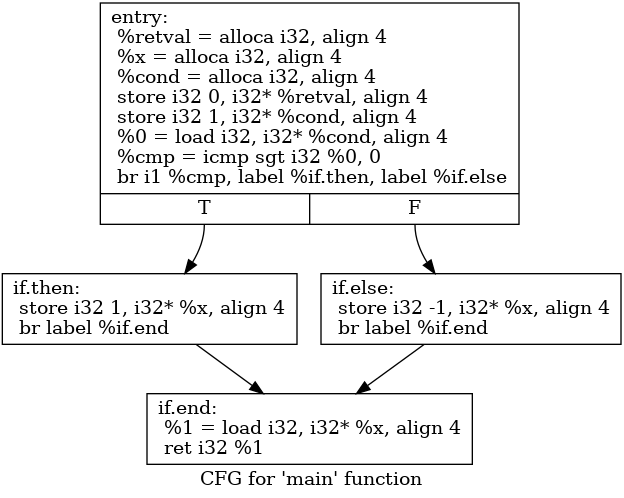 entry:
%retval = alloca i32, align 4
%x = alloca i32, align 4
%cond = alloca i32, align 4
store i32 0, i32* %retval, align 4
store i32 1, i32* %cond, align 4
%0 = load i32, i32* %cond, align 4
%cmp = icmp sgt i32 %0, 0
br i1 %cmp, label %if.then, label %if.else
T
F
if.then:
store i32 1, i32* %x, align 4
br label %if.end
if.else:
store i32 -1, i32* %x, align 4
br label %if.end
if.end:
%1 = load i32, i32* %x, align 4
ret i32 %1
CFG for 'main' function